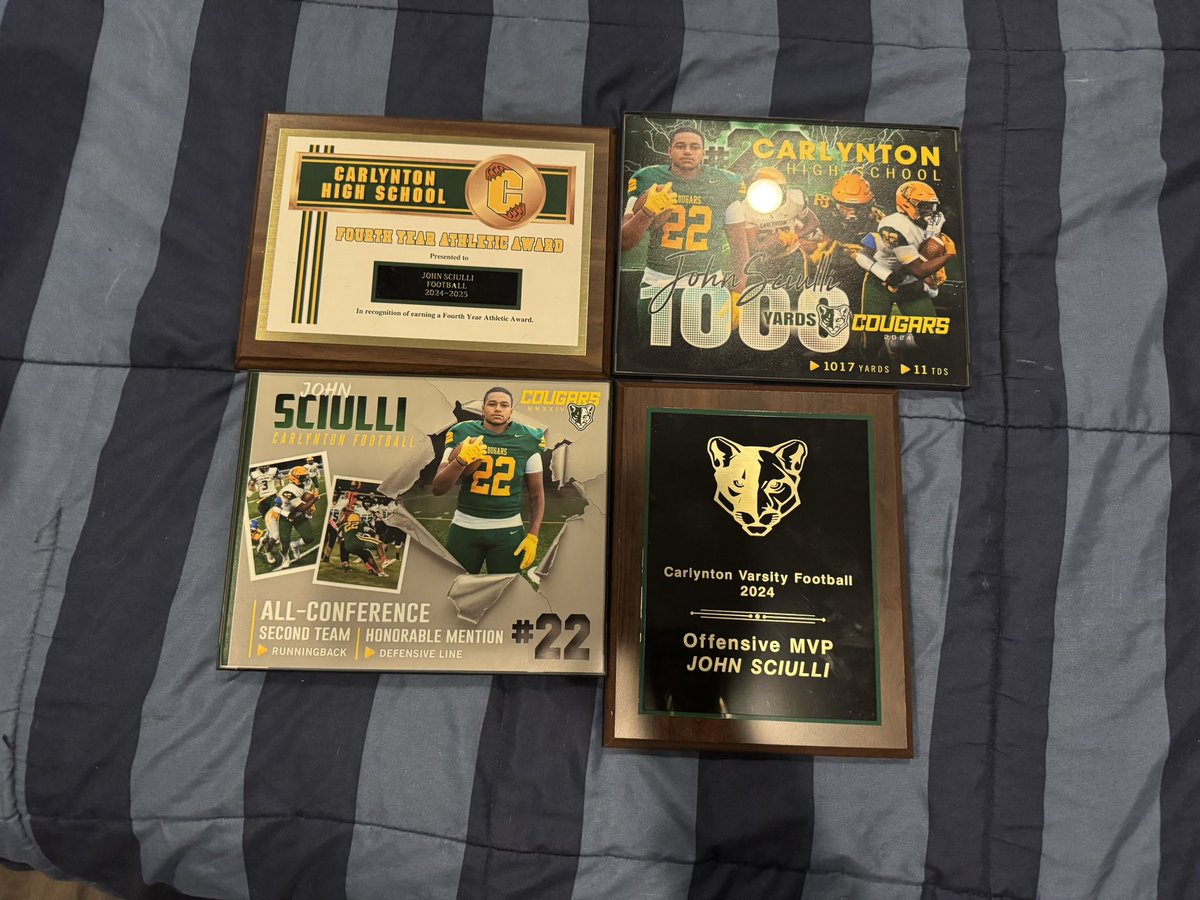 CARLYNTON
HIGH SCHOOL
C
FOURTH YEAR ATHLETIC AWARD
Presented to
JOHN SCIULLI
FOOTBALL
2024-2025
In recognition of earning a Fourth Year Athletic Award.
CARLYNTON
HIGH SCHOOL
COUGARS
22
John Sciulli
1000
YARDS
COUGARS
2024
1017 YARDS
11 TDS
JOHN
SCIULLI
CARLYNTON FOOTBALL
COUGARS
MMXXIV
COUGARS
22
ALL-CONFERENCE
SECOND TEAM
RUNNINGBACK
HONORABLE MENTION
DEFENSIVE LINE
#22
Carlynton Varsity Football
2024
Offensive MVP
JOHN SCIULLI